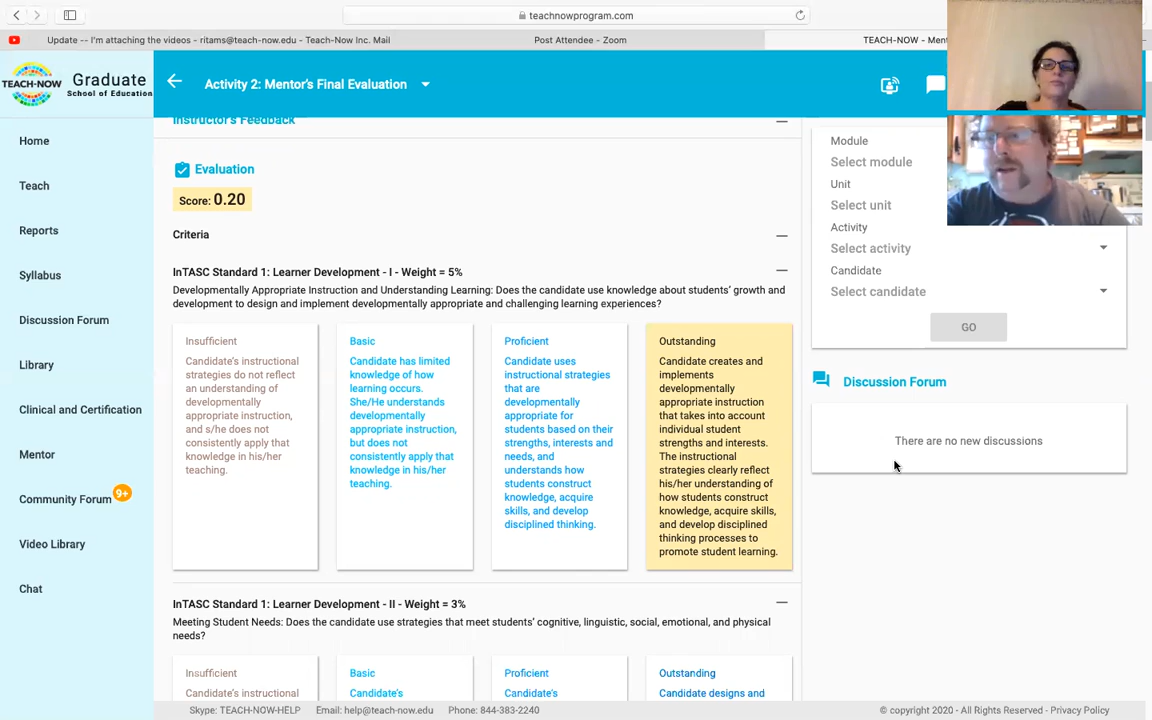 teachnowprogram.com
Update -- I'm attaching the videos - ritams@teach-now.edu - Teach-Now Inc. Mail
Post Attendee - Zoom
TEACH-NOW - Men
TEACH-NOW
Graduate
School of Education
Activity 2: Mentor's Final Evaluation
Home
Teach
Reports
Syllabus
Discussion Forum
Library
Clinical and Certification
Mentor
Community Forum
9+
Video Library
Chat
Instructor's Feedback
Evaluation
Score: 0.20
Criteria
InTASC Standard 1: Learner Development - I - Weight = 5%
Developmentally Appropriate Instruction and Understanding Learning: Does the candidate use knowledge about students' growth and
development to design and implement developmentally appropriate and challenging learning experiences?
Insufficient
Candidate's instructional
strategies do not reflect
an understanding of
developmentally
appropriate instruction,
and s/he does not
consistently apply that
knowledge in his/her
teaching.
Basic
Candidate has limited
knowledge of how
learning occurs.
She/He understands
developmentally
appropriate instruction,
but does not
consistently apply that
knowledge in his/her
teaching.
Proficient
Candidate uses
instructional strategies
that are
developmentally
appropriate for
students based on their
strengths, interests and
needs, and
understands how
students construct
knowledge, acquire
skills, and develop
disciplined thinking.
Outstanding
Candidate creates and
implements
developmentally
appropriate instruction
that takes into account
individual student
strengths and interests.
The instructional
strategies clearly reflect
his/her understanding of
how students construct
knowledge, acquire skills,
and develop disciplined
thinking processes to
promote student learning.
InTASC Standard 1: Learner Development - II - Weight = 3%
Meeting Student Needs: Does the candidate use strategies that meet students' cognitive, linguistic, social, emotional, and physical
needs?
Insufficient
Candidate's instructional
Basic
Candidate's
Proficient
Candidate's
Outstanding
Candidate designs and
Module
Select module
Unit
Select unit
Activity
Select activity
Candidate
Select candidate
GO
Discussion Forum
There are no new discussions
Skype: TEACH-NOW-HELP
Email: help@teach-now.edu
Phone: 844-383-2240
© copyright 2020 - All Rights Reserved - Privacy Policy